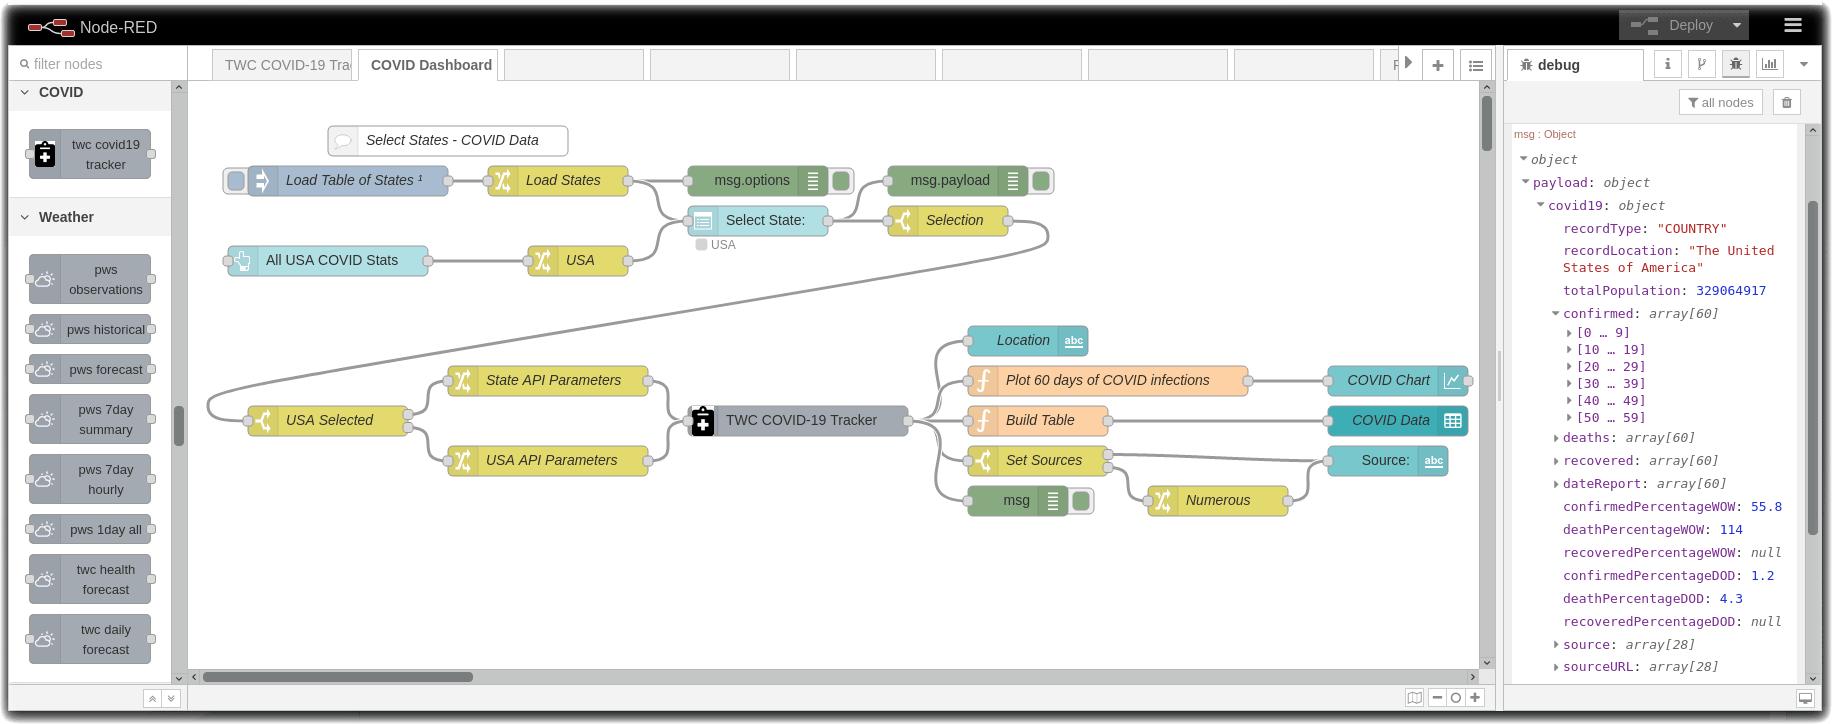 Node-RED
Deploy
filter nodes
TWC COVID-19 Tra
COVID Dashboard
debug
all nodes
COVID
twc covid19
tracker
Weather
pws
observations
pws historical
pws forecast
pws 7day
summary
pws 7day
hourly
pws 1day all
twc health
forecast
twc daily
forecast
Select States - COVID Data
Load Table of States ¹
Load States
msg.options
msg.payload
Select State:
Selection
USA
All USA COVID Stats
USA
Location
abc
State API Parameters
Plot 60 days of COVID infections
COVID Chart
USA Selected
TWC COVID-19 Tracker
Build Table
COVID Data
USA API Parameters
Set Sources
Source:
abc
msg
Numerous
msg : Object
object
payload: object
covid19: object
recordType: "COUNTRY"
recordLocation: "The United
States of America"
totalPopulation: 329064917
confirmed: array[60]
[0 … 9]
[10 … 19]
[20 … 29]
[30 … 39]
[40 … 49]
[50 … 59]
deaths: array[60]
recovered: array[60]
dateReport: array[60]
confirmedPercentageWOW: 55.8
deathPercentageWOW: 114
recoveredPercentageWOW: null
confirmedPercentageDOD: 1.2
deathPercentageDOD: 4.3
recoveredPercentageDOD: null
source: array[28]
sourceURL: array[28]